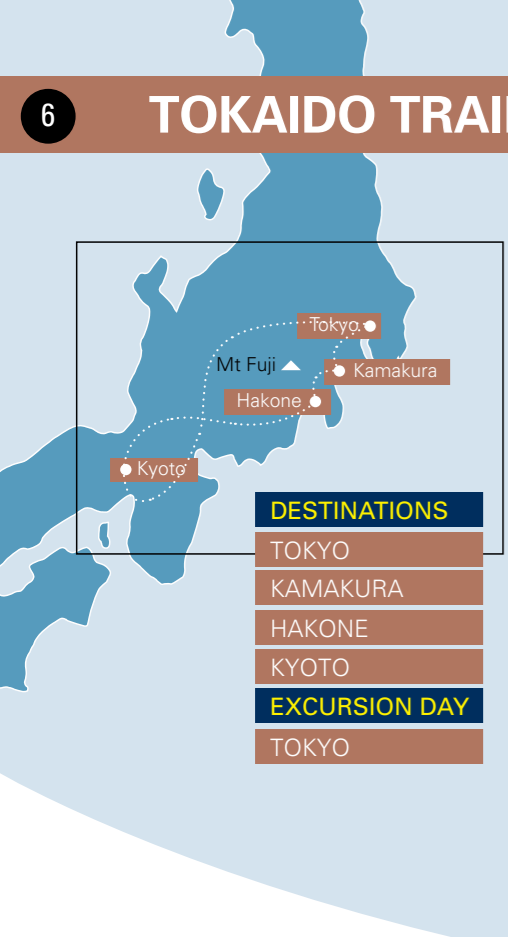 6
TOKAIDO TRAI
Tokyo
Mt Fuji
Kamakura
Hakone
Kyoto
DESTINATIONS
TOKYO
KAMAKURA
HAKONE
KYOTO
EXCURSION DAY
TOKYO